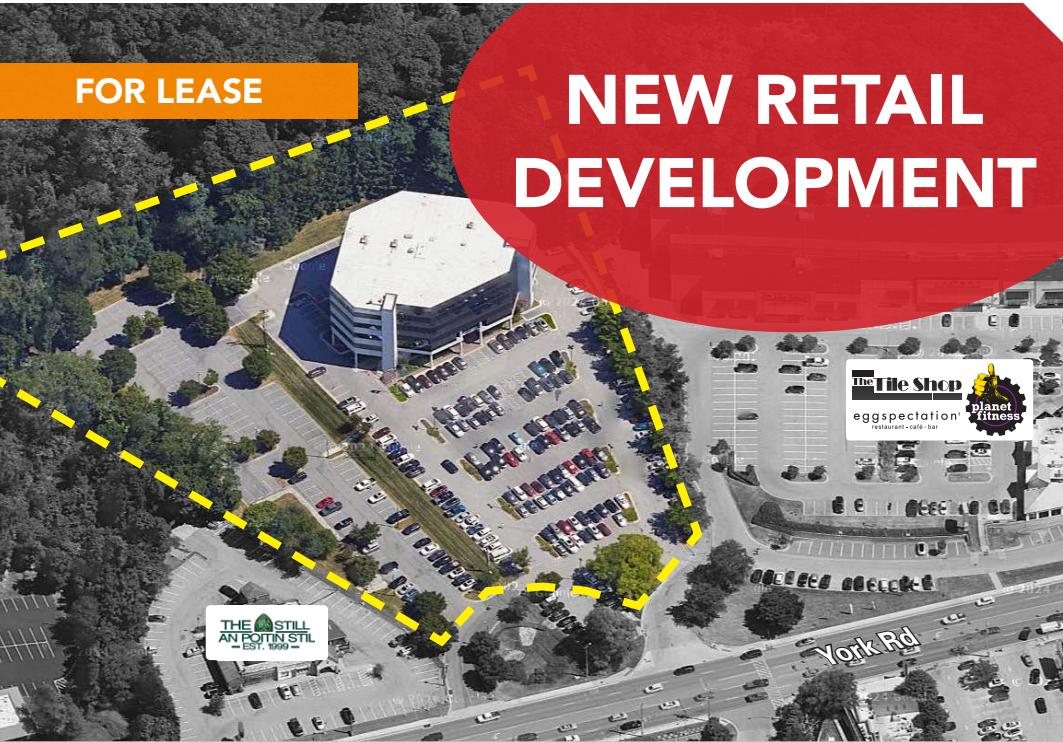 FOR LEASE
NEW RETAIL
DEVELOPMENT
The Tile Shop
eggspectation
restaurant • café • bar
planet
fitness
THE STILL
AN POITIN STIL
EST. 1999
York Rd
Google